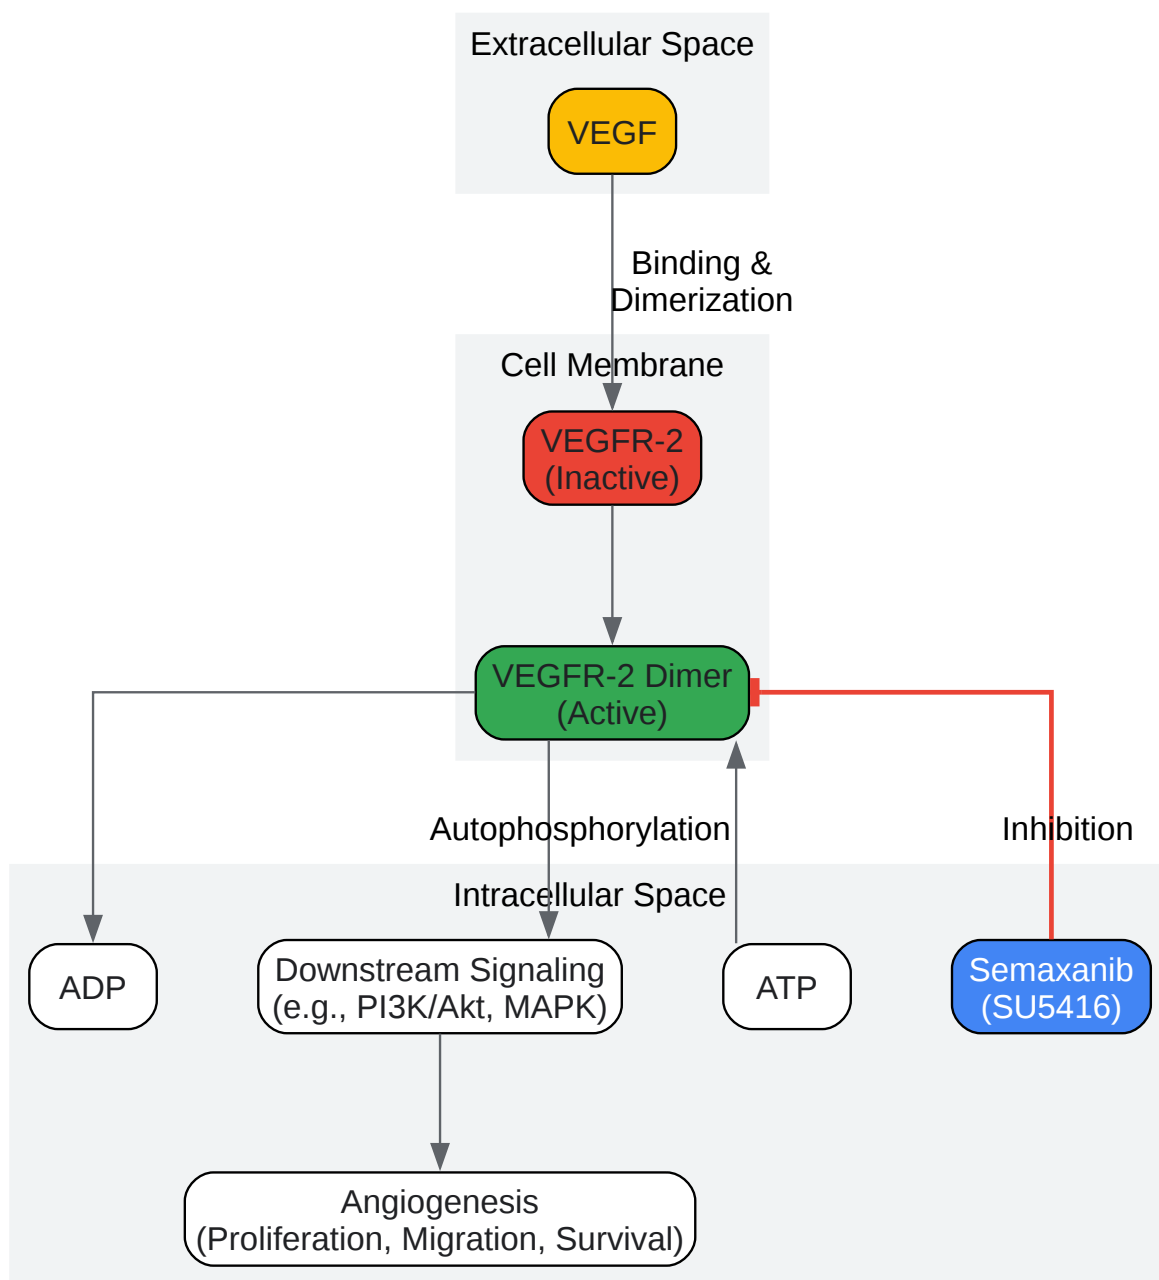 Extracellular Space
VEGF
Binding &
Dimerization
Cell Membrane
VEGFR-2
(Inactive)
VEGFR-2 Dimer
(Active)
Autophosphorylation
Inhibition
Intracellular Space
ADP
Downstream Signaling
(e.g., PI3K/Akt, MAPK)
ATP
Semaxanib
(SU5416)
Angiogenesis
(Proliferation, Migration, Survival)